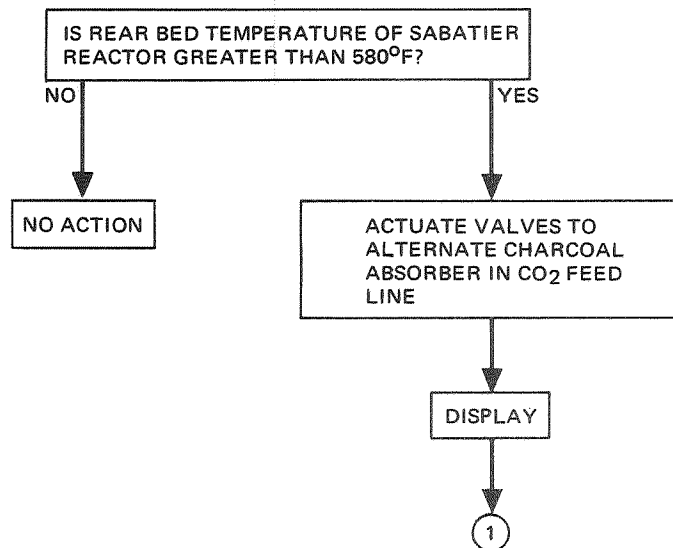 IS REAR BED TEMPERATURE OF SABATIER
REACTOR GREATER THAN 580°F?
NO
YES
NO ACTION
ACTUATE VALVES TO
ALTERNATE CHARCOAL
ABSORBER IN CO2 FEED
LINE
DISPLAY
1